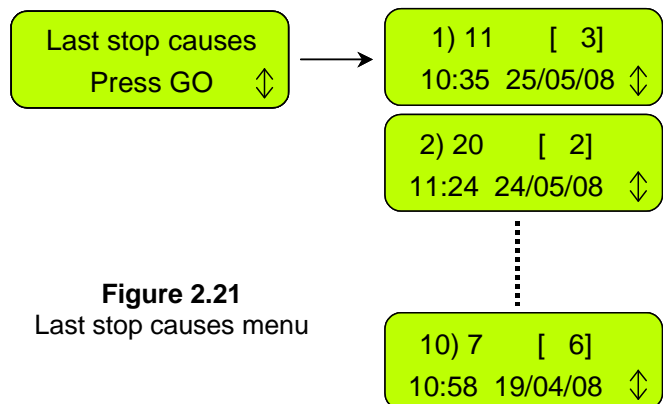 Last stop causes
Press GO ↕
1) 11 [ 3]
10:35 25/05/08 ↕
2) 20 [ 2]
11:24 24/05/08 ↕
Figure 2.21
Last stop causes menu
10) 7 [ 6]
10:58 19/04/08 ↕